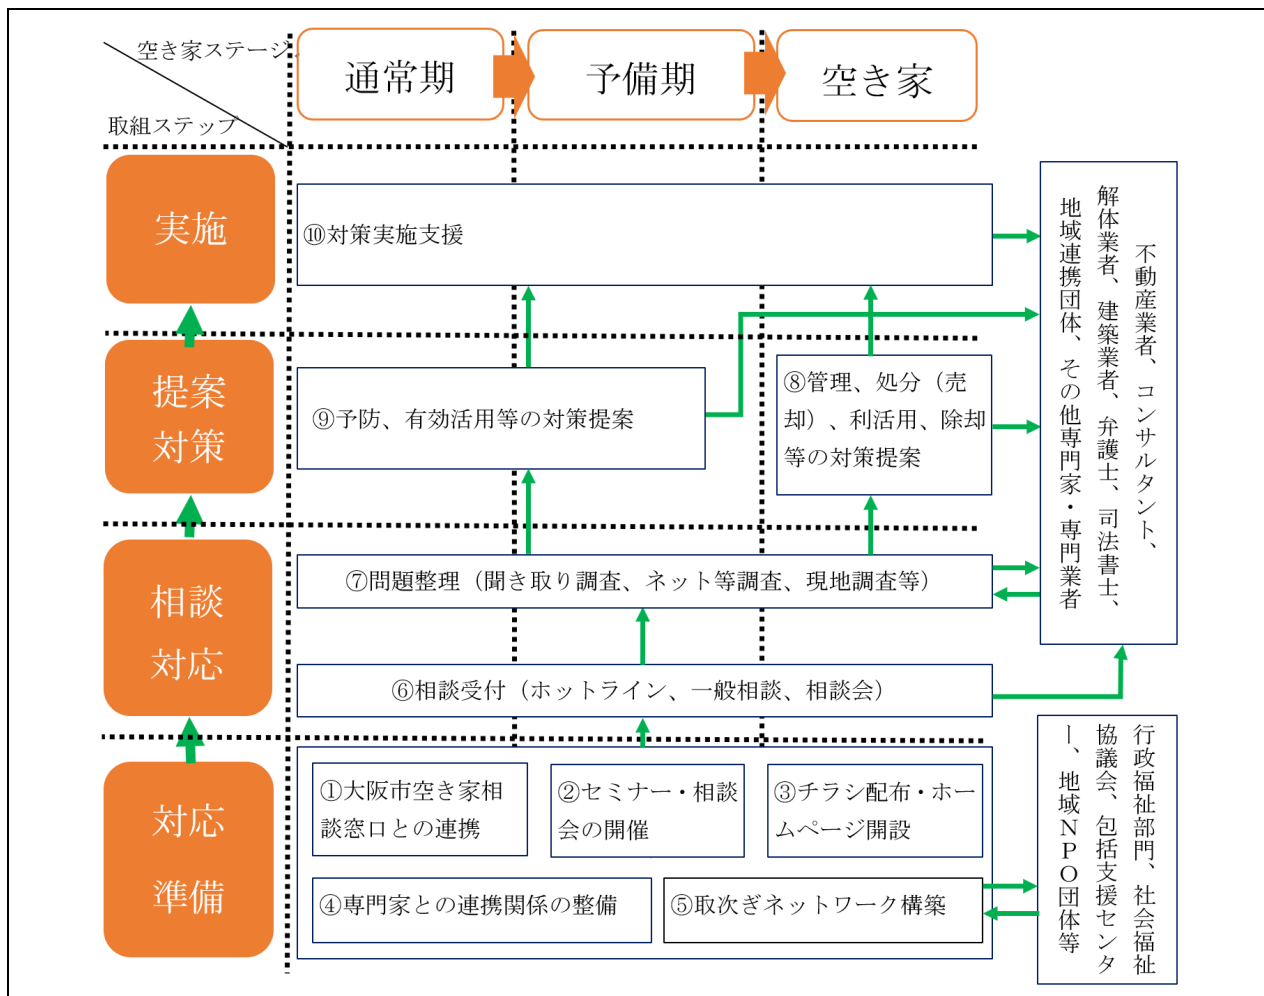 空き家ステージ
取組ステップ
通常期
予備期
空き家
実施
⑩対策実施支援
提案
対策
⑨予防、有効活用等の対策提案
⑧管理、処分（売
却）、利活用、除却
等の対策提案
相談
対応
⑦問題整理（聞き取り調査、ネット等調査、現地調査等）
⑥相談受付（ホットライン、一般相談、相談会）
対応
準備
①大阪市空き家相
談窓口との連携
②セミナー・相談
会の開催
③チラシ配布・ホー
ムページ開設
④専門家との連携関係の整備
⑤取次ぎネットワーク構築
不動産業者、コンサルタント、
解体業者、建築業者、弁護士、司法書士、
地域連携団体、その他専門家・専門業者
行政福祉部門、社会福祉
協議会、包括支援センタ
ー、地域ＮＰＯ団体等